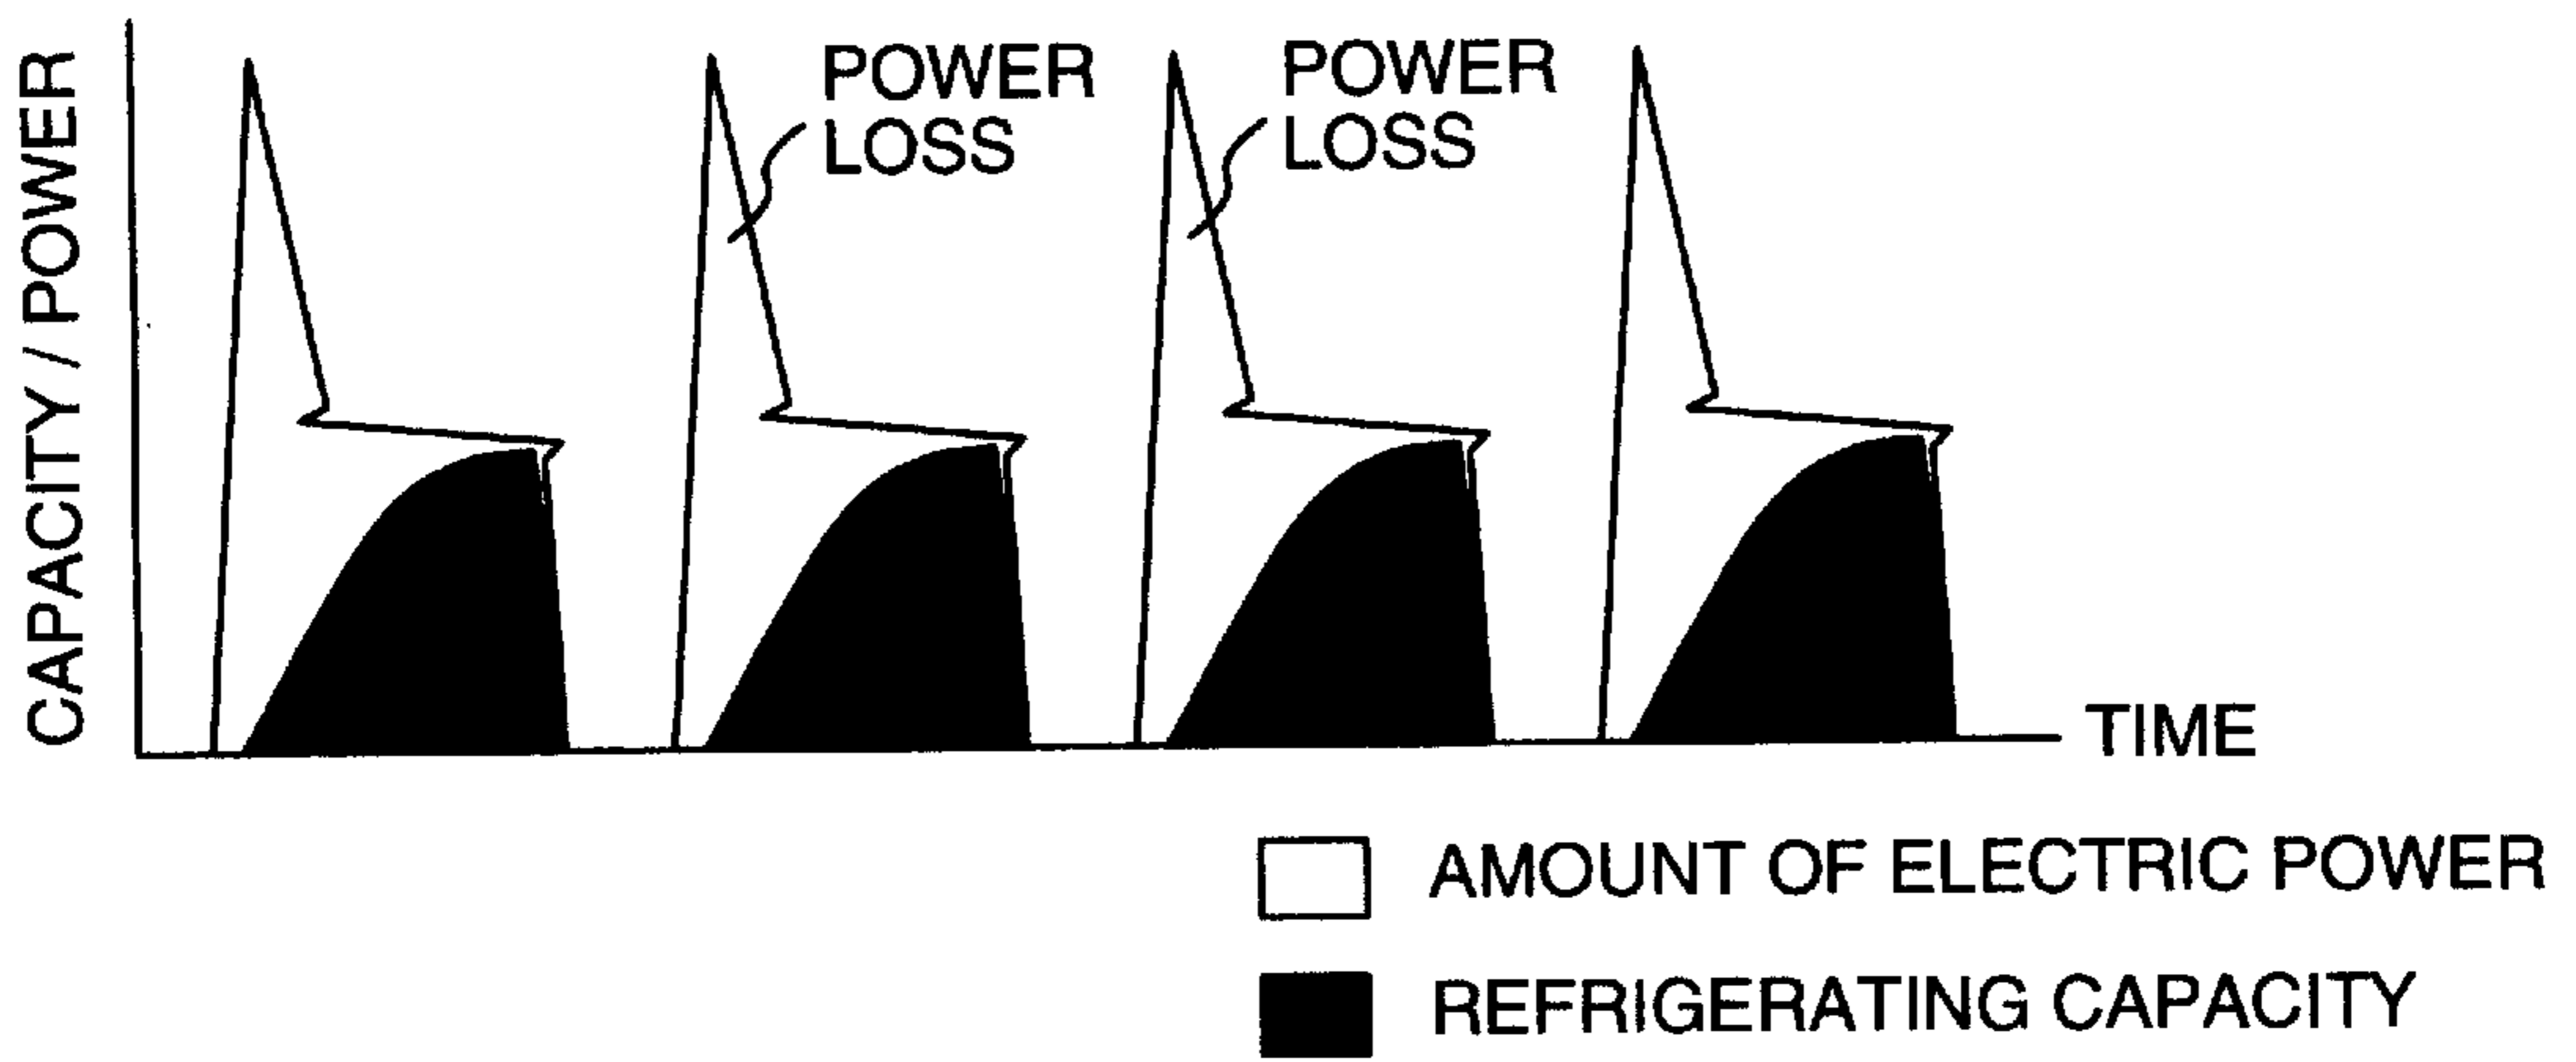 CAPACITY / POWER
POWER
LOSS
POWER
LOSS
TIME
AMOUNT OF ELECTRIC POWER
REFRIGERATING CAPACITY